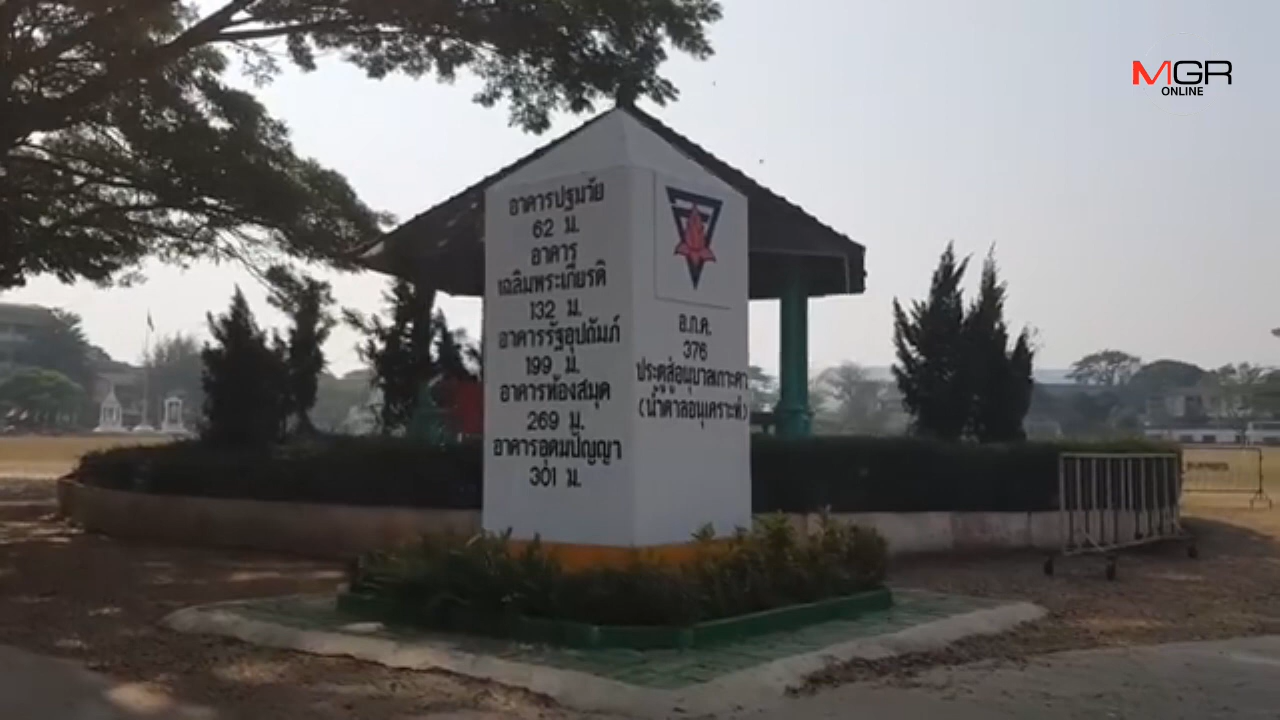 MGR
ONLINE
อาคารปฐมวัย
62 ม.
อาคาร
เฉลิมพระเกียรติ
132 ม.
อาคารรัฐอุปถัมภ์
199 ม.
อาคารห้องสมุด
269 ม.
อาคารอุดมปัญญา
301 ม.
อ.ก.ค.
376
ประตูสู่อนุบาลเกาะคา
(น้ำตาลอนุเคราะห์)